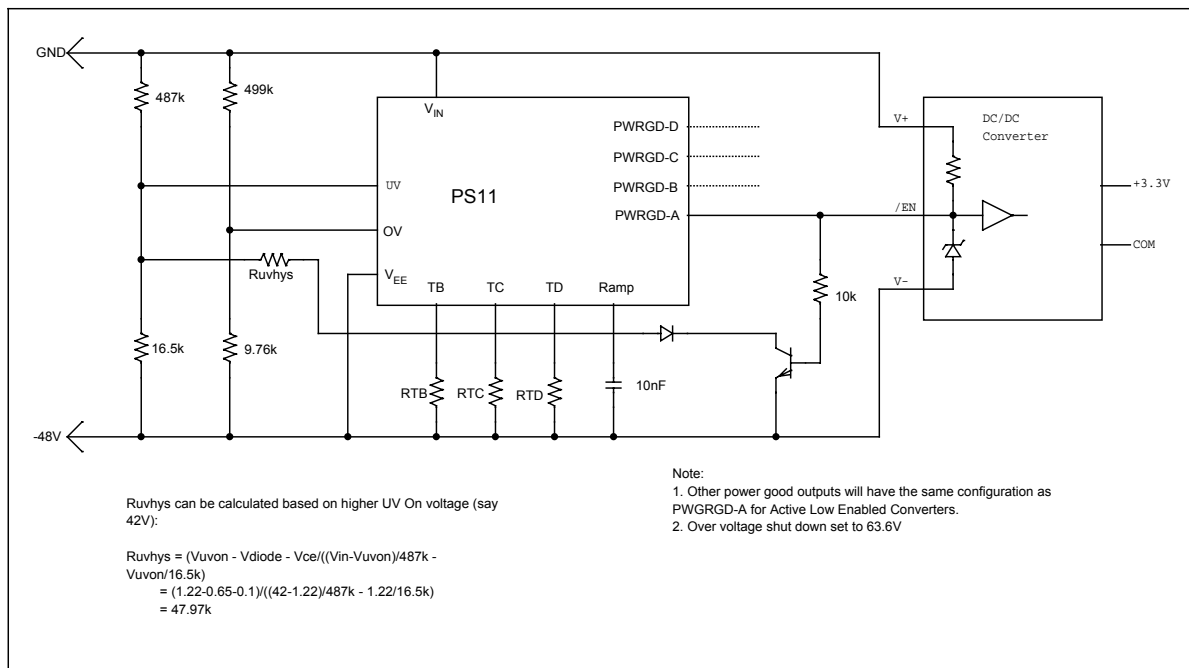 GND
487k
499k
V_IN
PWRGD-D
PWRGD-C
PWRGD-B
PWRGD-A
UV
PS11
OV
V_EE
TB
TC
TD
Ramp
V+
DC/DC
Converter
/EN
V-
+3.3V
COM
Ruvhys
10k
16.5k
9.76k
RTB
RTC
RTD
10nF
-48V
Ruvhys can be calculated based on higher UV On voltage (say
42V):
Ruvhys = (Vuvon - Vdiode - Vce/((Vin-Vuvon)/487k -
Vuvon/16.5k)
= (1.22-0.65-0.1)/((42-1.22)/487k - 1.22/16.5k)
= 47.97k
Note:
1. Other power good outputs will have the same configuration as
PWGRGD-A for Active Low Enabled Converters.
2. Over voltage shut down set to 63.6V